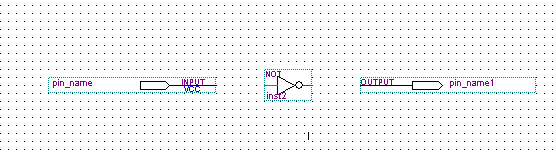 pin_name INPUT VCC
NOT
inst2
OUTPUT pin_name1